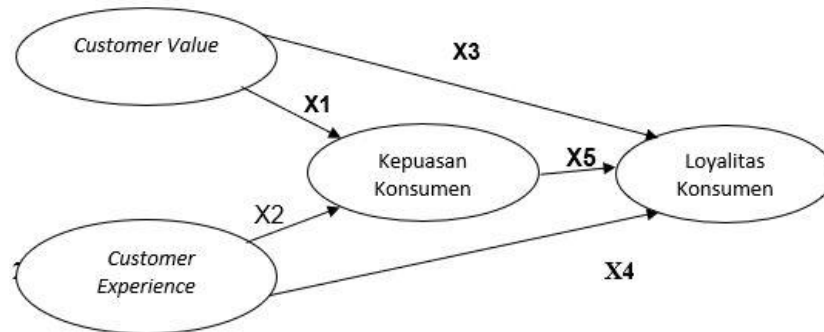 Customer Value
X3
X1
Kepuasan
Konsumen
X5
Loyalitas
Konsumen
X2
Customer
Experience
X4